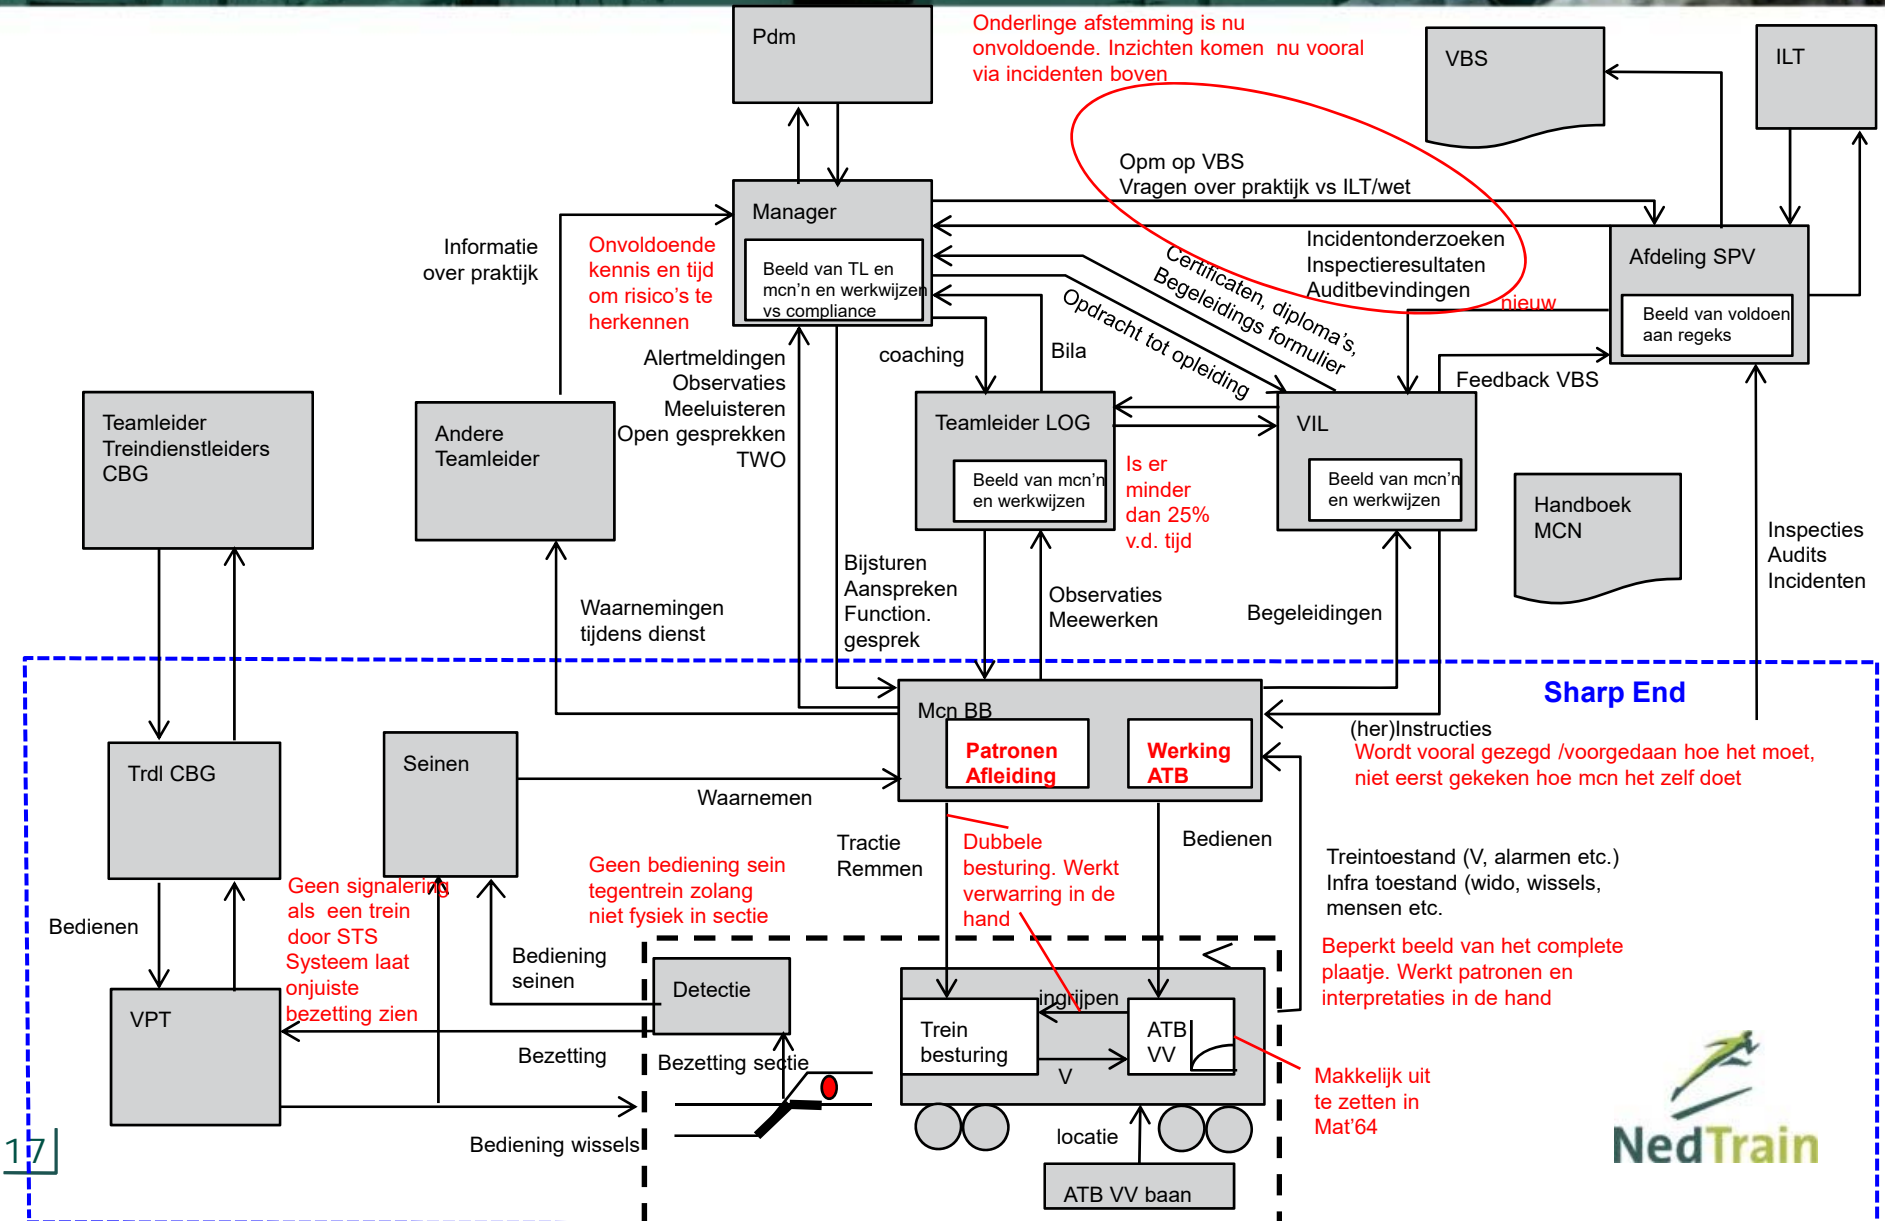 Pdm
Onderlinge afstemming is nu
onvoldoende. Inzichten komen nu vooral
via incidenten boven
VBS
ILT
Opm op VBS
Vragen over praktijk vs ILT/wet
Manager
Beeld van TL en
mcn'n en werkwijzen
vs compliance
Informatie
over praktijk
Onvoldoende
kennis en tijd
om risico's te
herkennen
Incidentonderzoeken
Inspectieresultaten
Auditbevindingen
nieuw
Afdeling SPV
Beeld van voldoen
aan regeks
Certificaten, diploma's,
Begeleidings formulier
Opdracht tot opleiding
Alertmeldingen
Observaties
Meeluisteren
Open gesprekken
TWO
coaching
Bila
Feedback VBS
Teamleider
Treindienstleiders
CBG
Andere
Teamleider
Teamleider LOG
Beeld van mcn'n
en werkwijzen
Is er
minder
dan 25%
v.d. tijd
VIL
Beeld van mcn'n
en werkwijzen
Handboek
MCN
Inspecties
Audits
Incidenten
Waarnemingen
tijdens dienst
Bijsturen
Aanspreken
Function.
gesprek
Observaties
Meewerken
Begeleidingen
Sharp End
Mcn BB
Patronen
Afleiding
Werking
ATB
(her)Instructies
Wordt vooral gezegd /voorgedaan hoe het moet,
niet eerst gekeken hoe mcn het zelf doet
Trdl CBG
Seinen
Waarnemen
Tractie
Remmen
Dubbele
besturing. Werkt
verwarring in de
hand
Bedienen
Treintoestand (V, alarmen etc.)
Infra toestand (wido, wissels,
mensen etc.
Beperkt beeld van het complete
plaatje. Werkt patronen en
interpretaties in de hand
Geen bediening sein
tegentrein zolang
niet fysiek in sectie
Geen signalering
als een trein
door STS
Systeem laat
onjuiste
bezetting zien
Bedienen
Bediening
seinen
Detectie
VPT
Bezetting
Bezetting sectie
ingrijpen
Trein
besturing
ATB
VV
V
Makkelijk uit
te zetten in
Mat'64
Bediening wissels
locatie
ATB VV baan
17
NedTrain